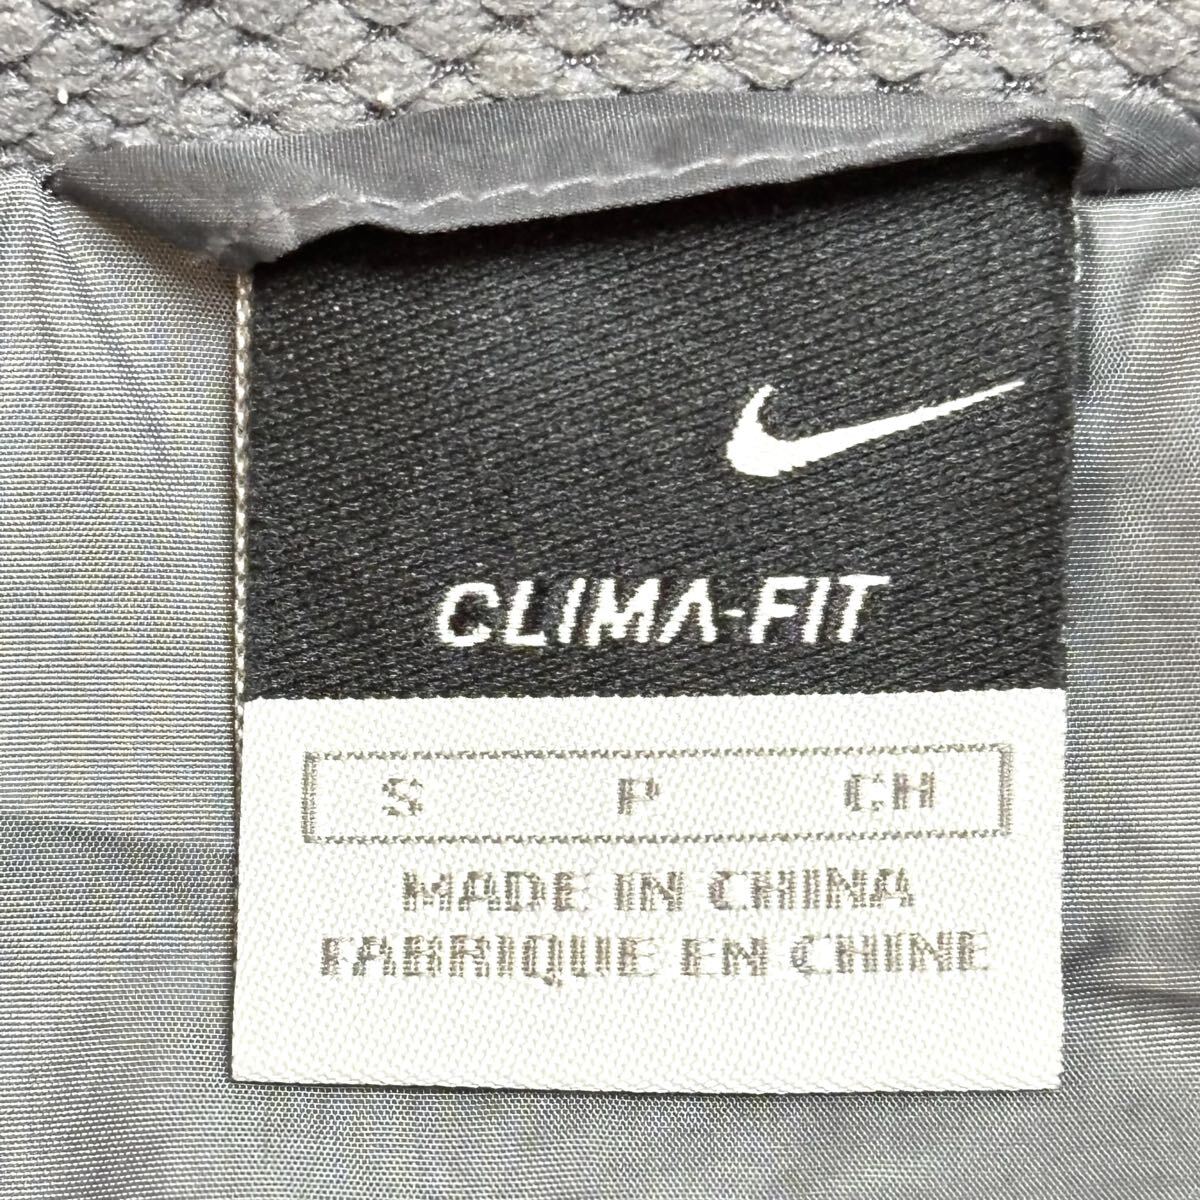 CLIMA-FIT
S P CH
MADE IN CHINA
FABRIQUE EN CHINE